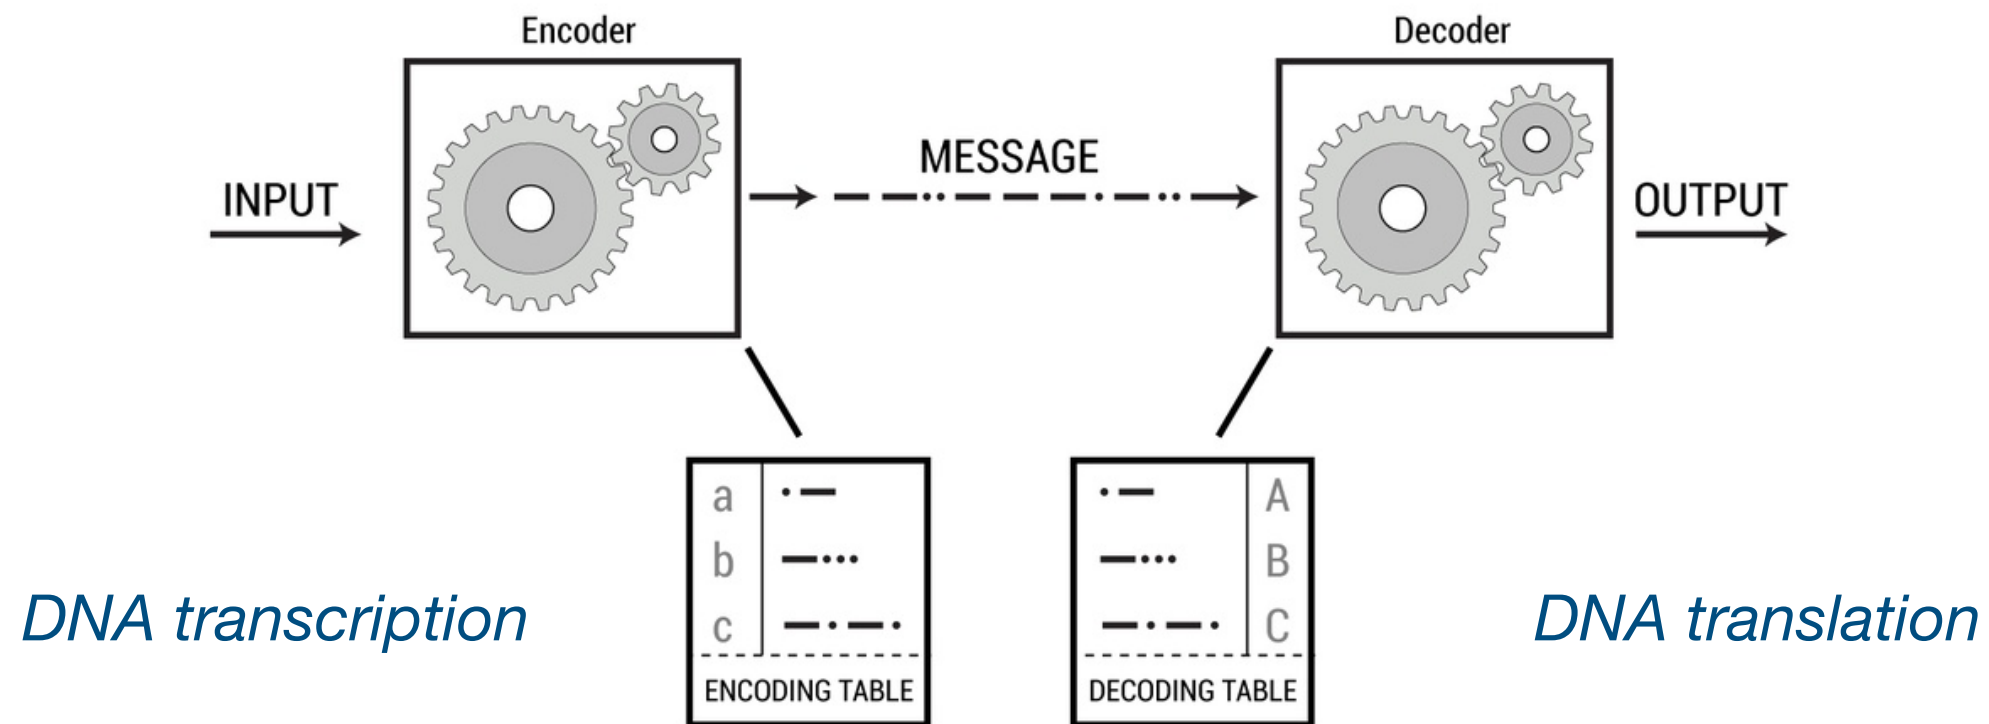 Encoder
Decoder
INPUT
MESSAGE
OUTPUT
a
b
c
ENCODING TABLE
A
B
C
DECODING TABLE
DNA transcription
DNA translation